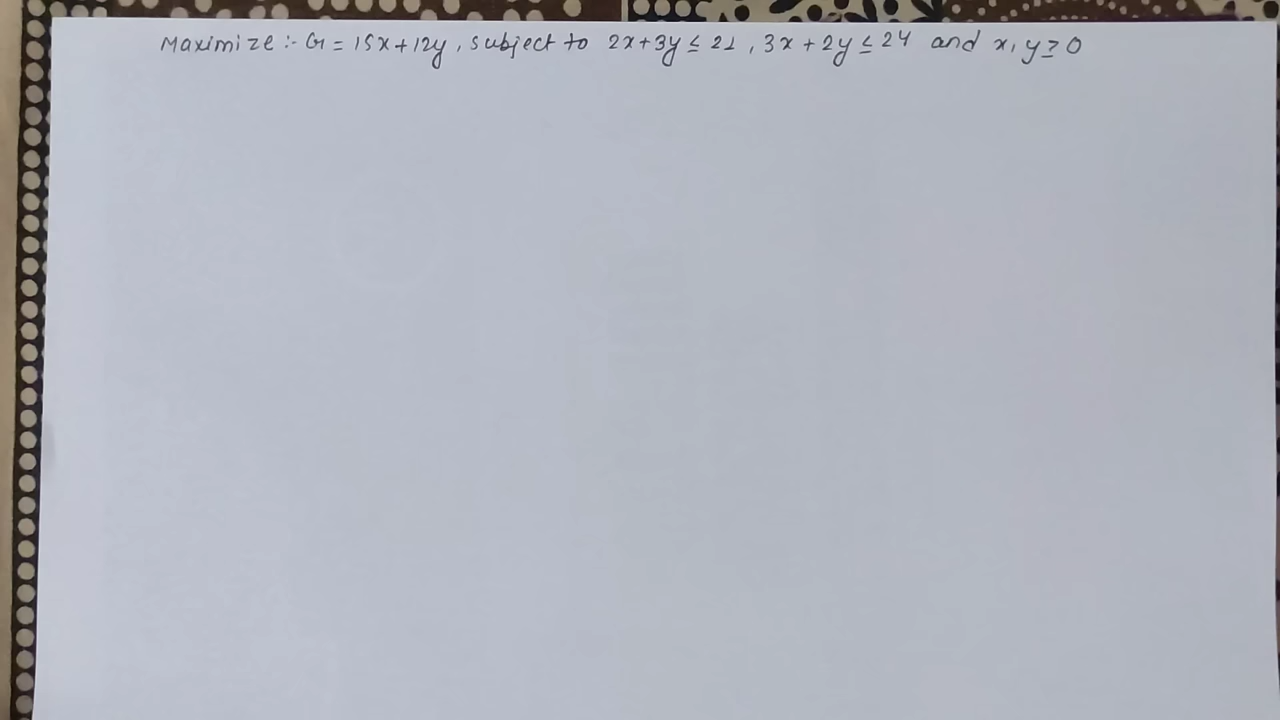 Maximize :- G = 15x+12y, subject to 2x+3y ≤ 21, 3x+2y ≤ 24 and x, y ≥ 0